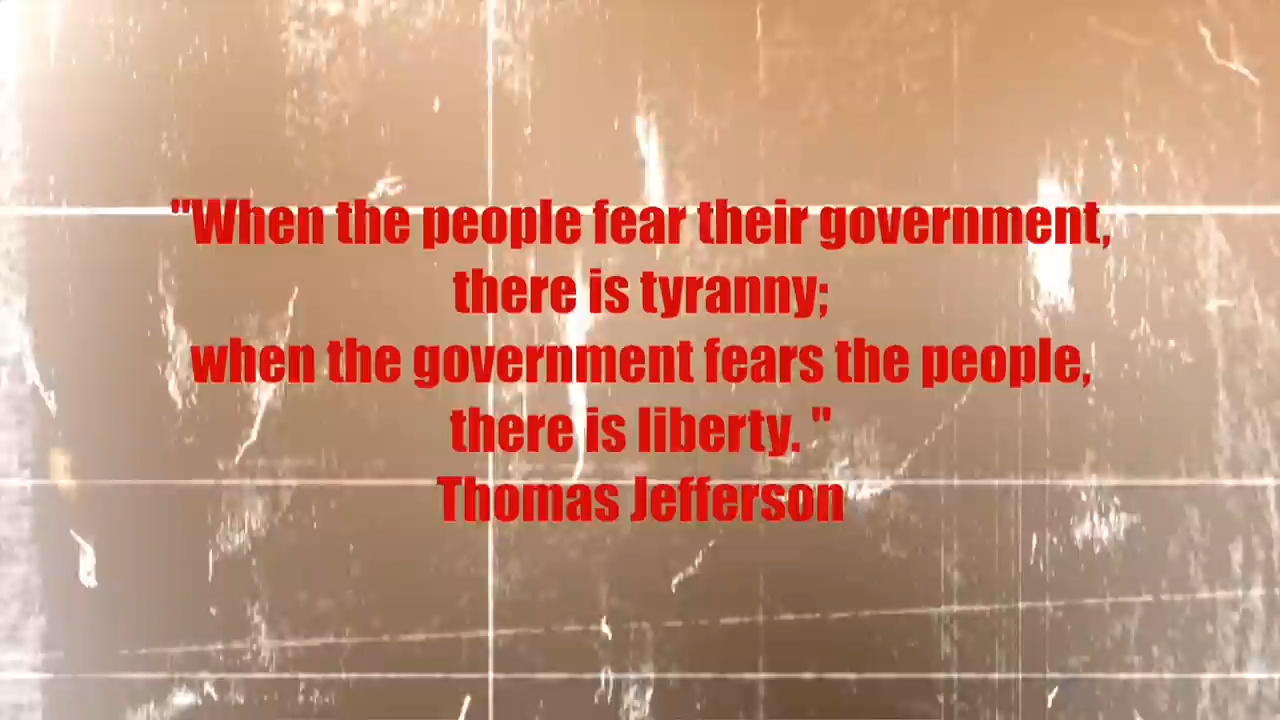 "When the people fear their government,
there is tyranny;
when the government fears the people,
there is liberty. "
Thomas Jefferson